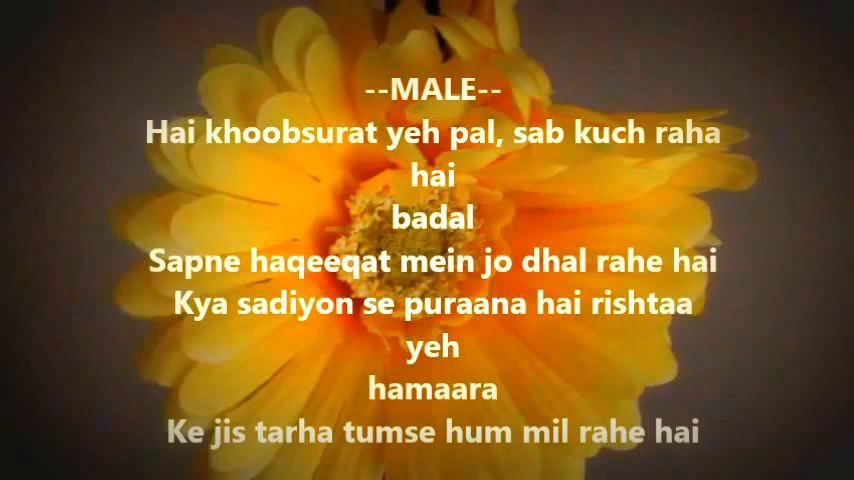 --MALE--
Hai khoobsurat yeh pal, sab kuch raha
hai
badal
Sapne haqeeqat mein jo dhal rahe hai
Kya sadiyon se puraana hai rishtaa
yeh
hamaara
Ke jis tarha tumse hum mil rahe hai